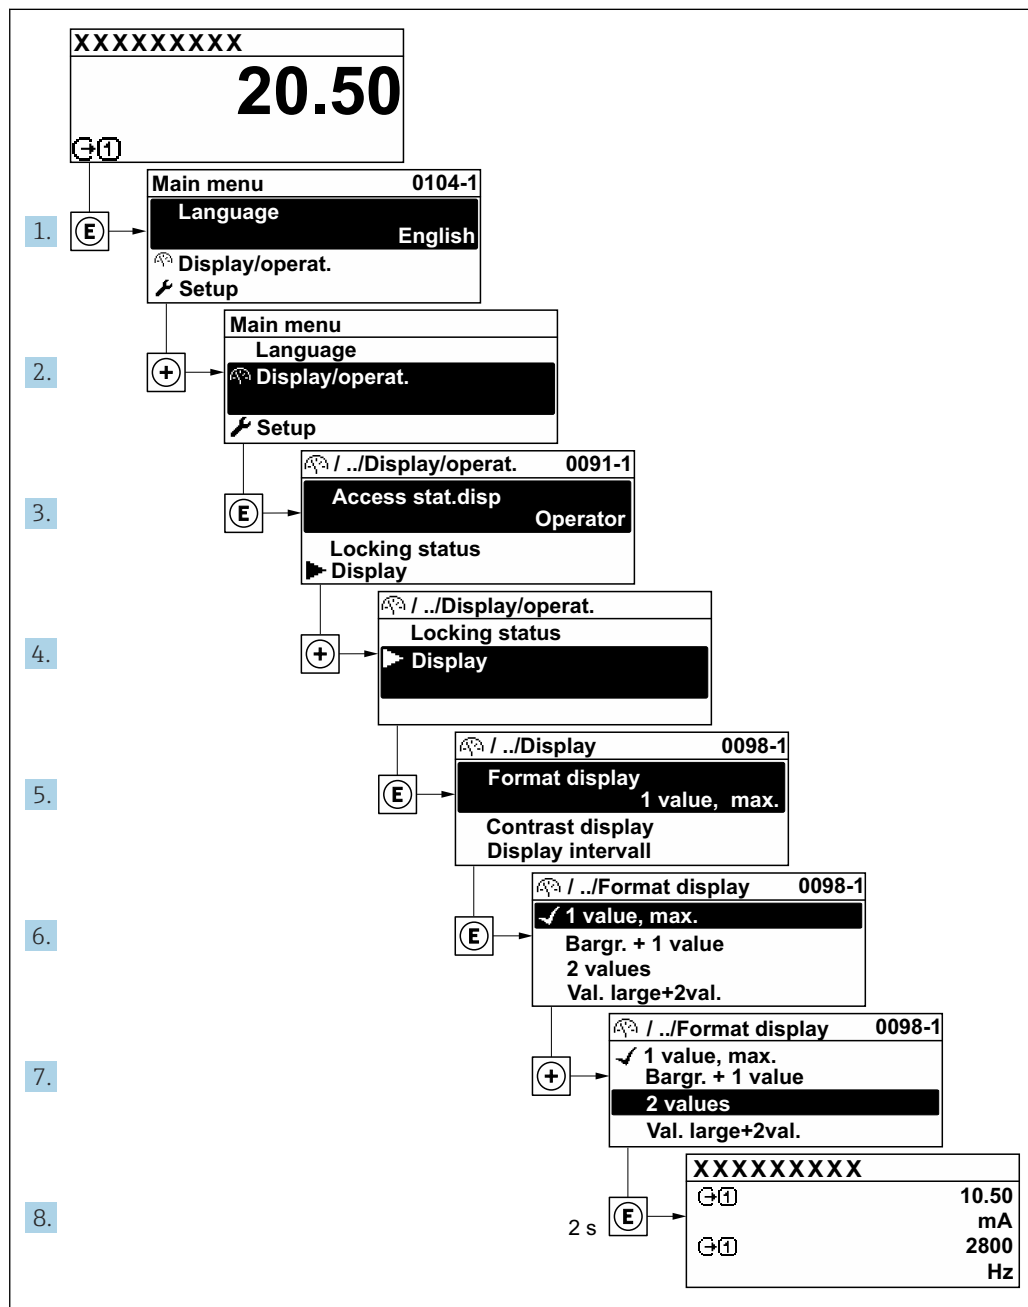 XXXXXXXXX
20.50
1
Main menu 0104-1
1. E Language
English
Display/operat.
Setup
Main menu
Language
2. + Display/operat.
Setup
/ ../Display/operat. 0091-1
3. E Access stat.disp
Operator
Locking status
Display
/ ../Display/operat.
Locking status
4. + Display
/ ../Display 0098-1
5. E Format display
1 value, max.
Contrast display
Display intervall
/ ../Format display 0098-1
1 value, max.
6. E Bargr. + 1 value
2 values
Val. large+2val.
/ ../Format display 0098-1
1 value, max.
7. + Bargr. + 1 value
2 values
Val. large+2val.
XXXXXXXXX
1 10.50
8. 2 s E mA
1 2800
Hz